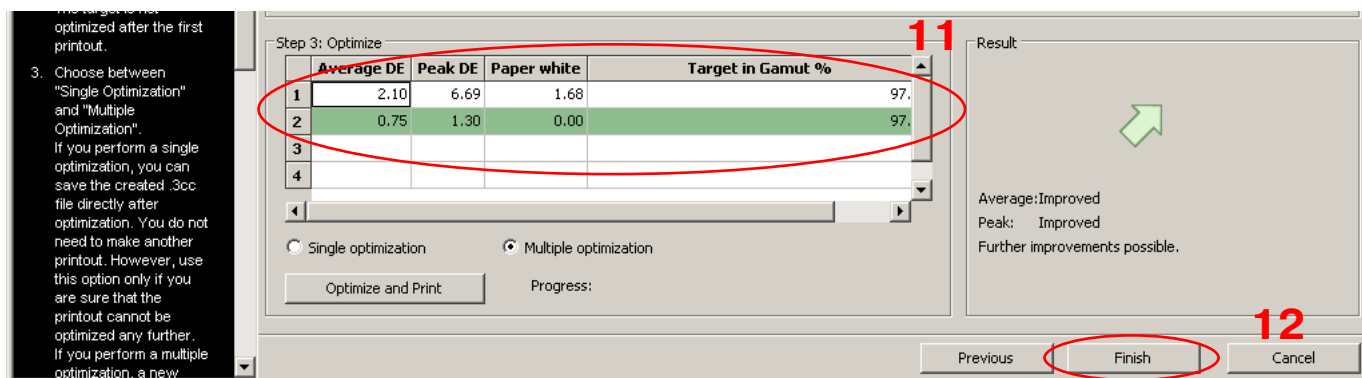 The target is not
optimized after the first
printout.
3. Choose between
"Single Optimization"
and "Multiple
Optimization".
If you perform a single
optimization, you can
save the created .3cc
file directly after
optimization. You do not
need to make another
printout. However, use
this option only if you
are sure that the
printout cannot be
optimized any further.
If you perform a multiple
optimization, a new
11
Step 3: Optimize
Average DE Peak DE Paper white Target in Gamut %
1 2.10 6.69 1.68 97.
2 0.75 1.30 0.00 97.
3
4
Single optimization Multiple optimization
Optimize and Print Progress:
Result
Average:Improved
Peak: Improved
Further improvements possible.
12
Previous Finish Cancel